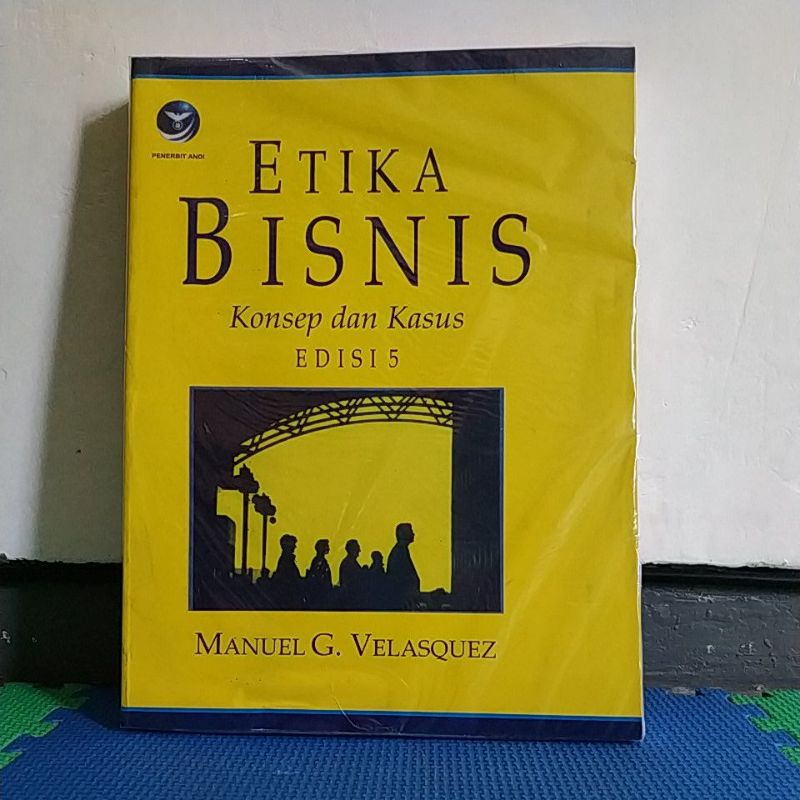 PENERBIT ANDI
ETIKA
BISNIS
Konsep dan Kasus
EDISI 5
MANUEL G. VELASQUEZ